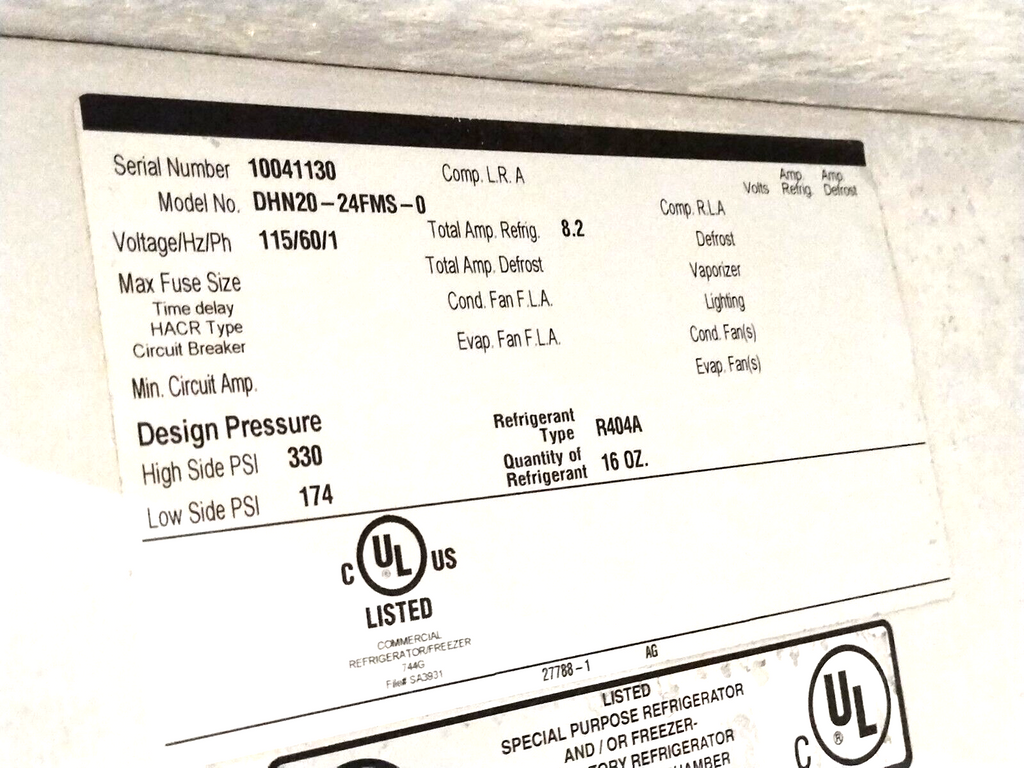 Serial Number 10041130
Model No. DHN20-24FMS-0
Voltage/Hz/Ph 115/60/1
Max Fuse Size
Time delay
HACR Type
Circuit Breaker
Min. Circuit Amp.
Design Pressure
High Side PSI 330
Low Side PSI 174
Comp. L.R.A
Total Amp. Refrig. 8.2
Total Amp. Defrost
Cond. Fan F.L.A.
Evap. Fan F.L.A.
Refrigerant
Type R404A
Quantity of
Refrigerant 16 OZ.
Amp. Amp.
Volts Refrig. Defrost
Comp. R.L.A
Defrost
Vaporizer
Lighting
Cond. Fan(s)
Evap. Fan(s)
C UL ® US
LISTED
COMMERCIAL
REFRIGERATOR/FREEZER
744G
File# SA3931
27788-1 AG
LISTED
SPECIAL PURPOSE REFRIGERATOR
AND / OR FREEZER-
TORY REFRIGERATOR
HAMBER
C UL ®